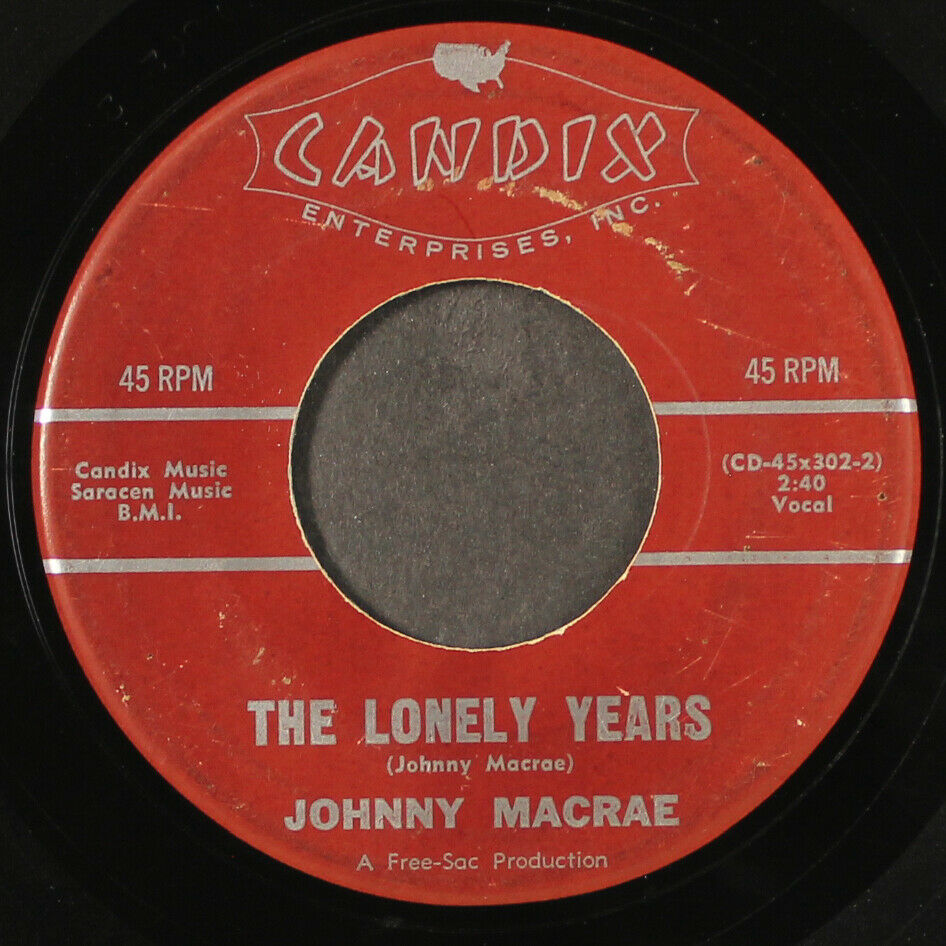 CANDIX
ENTERPRISES, INC.
45 RPM
45 RPM
Candix Music
Saracen Music
B.M.I.
(CD-45x302-2)
2:40
Vocal
THE LONELY YEARS
(Johnny Macrae)
JOHNNY MACRAE
A Free-Sac Production